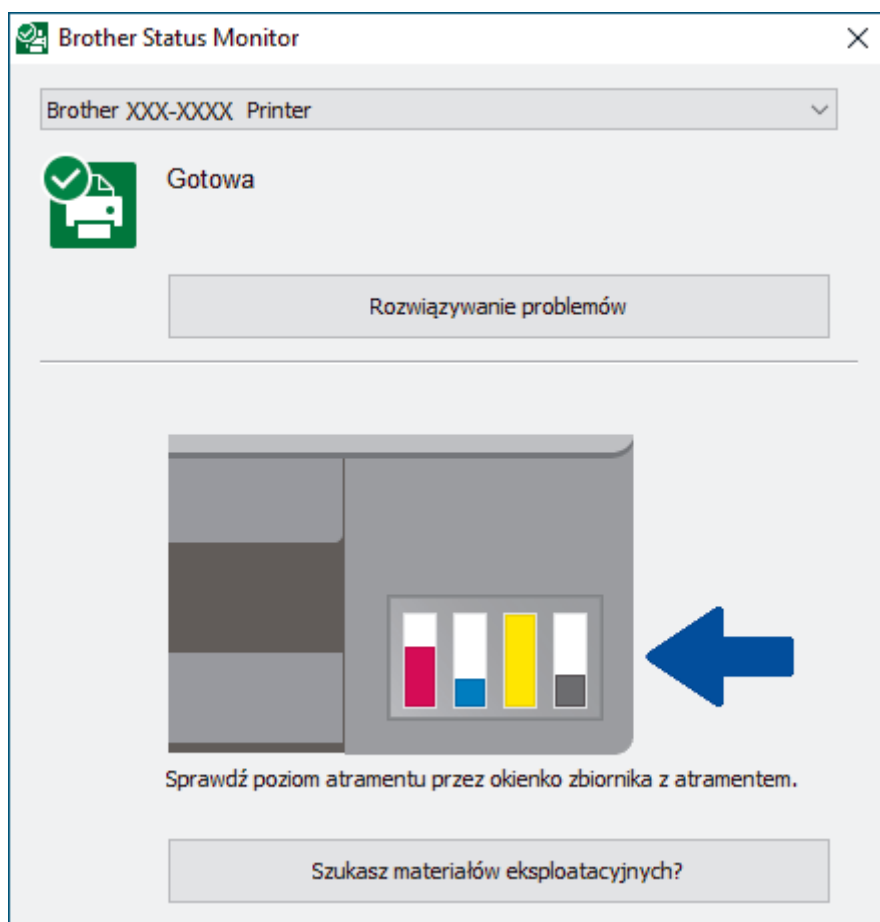 Brother Status Monitor
Brother XXX-XXXX Printer
Gotowa
Rozwiązywanie problemów
Sprawdź poziom atramentu przez okienko zbiornika z atramentem.
Szukasz materiałów eksploatacyjnych?